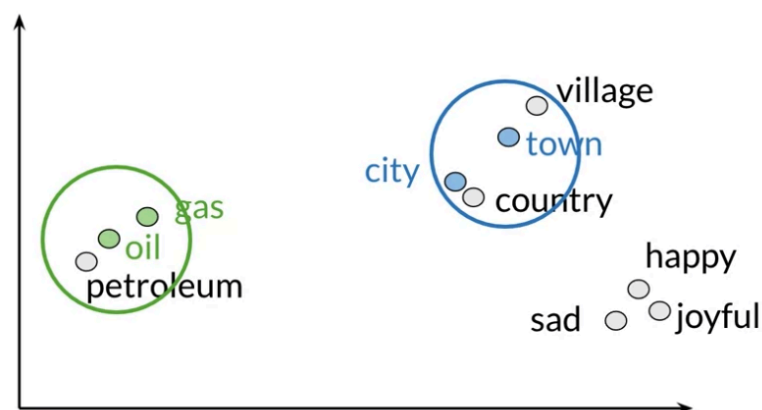 village
town
city
country
gas
oil
petroleum
happy
sad
joyful